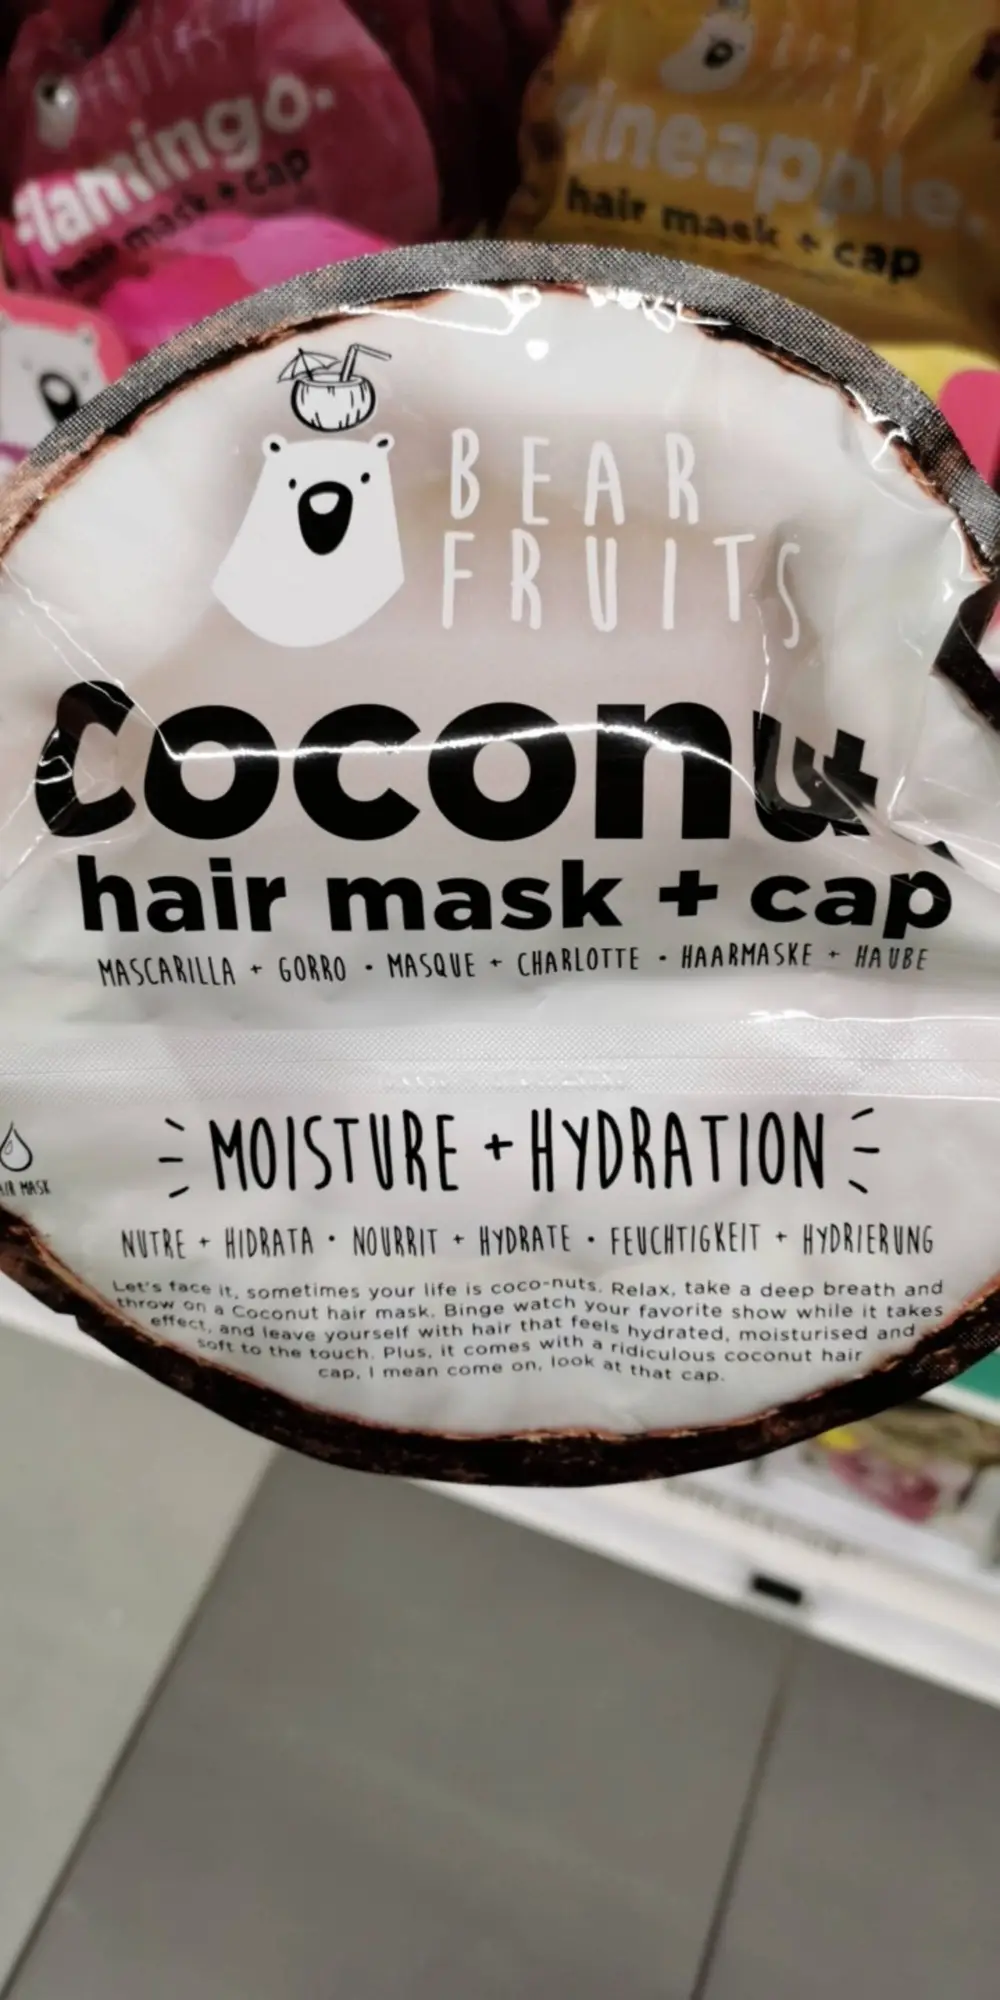 flamingo.
hair mask + cap
pineapple.
hair mask + cap
BEAR
FRUITS
coconut.
hair mask + cap
MASCARILLA + GORRO • MASQUE + CHARLOTTE • HAARMASKE + HAUBE
MOISTURE + HYDRATION
HAIR MASK
NUTRE + HIDRATA • NOURRIT + HYDRATE • FEUCHTIGKEIT + HYDRIERUNG
Let's face it, sometimes your life is coco-nuts. Relax, take a deep breath and
throw on a Coconut hair mask. Binge watch your favorite show while it takes
effect, and leave yourself with hair that feels hydrated, moisturised and
soft to the touch. Plus, it comes with a ridiculous coconut hair
cap, I mean come on, look at that cap.